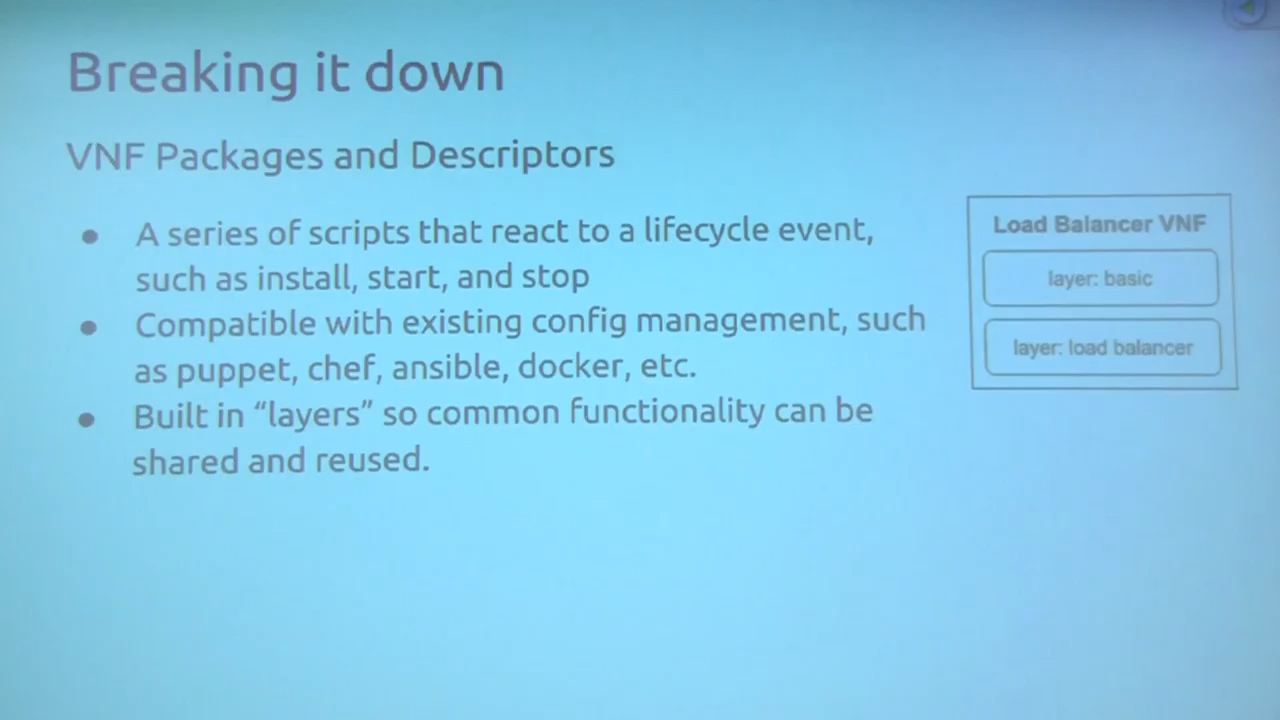 Breaking it down
VNF Packages and Descriptors
● A series of scripts that react to a lifecycle event,
such as install, start, and stop
● Compatible with existing config management, such
as puppet, chef, ansible, docker, etc.
● Built in “layers” so common functionality can be
shared and reused.
Load Balancer VNF
layer: basic
layer: load balancer